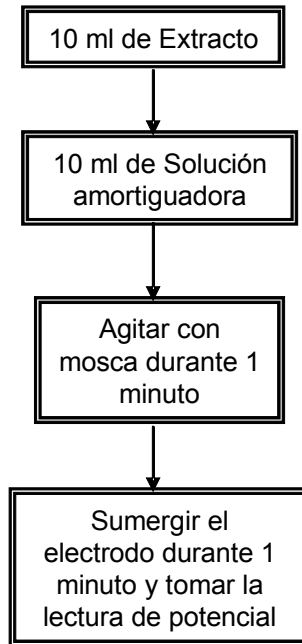 10 ml de Extracto
10 ml de Solución
amortiguadora
Agitar con
mosca durante 1
minuto
Sumergir el
electrodo durante 1
minuto y tomar la
lectura de potencial